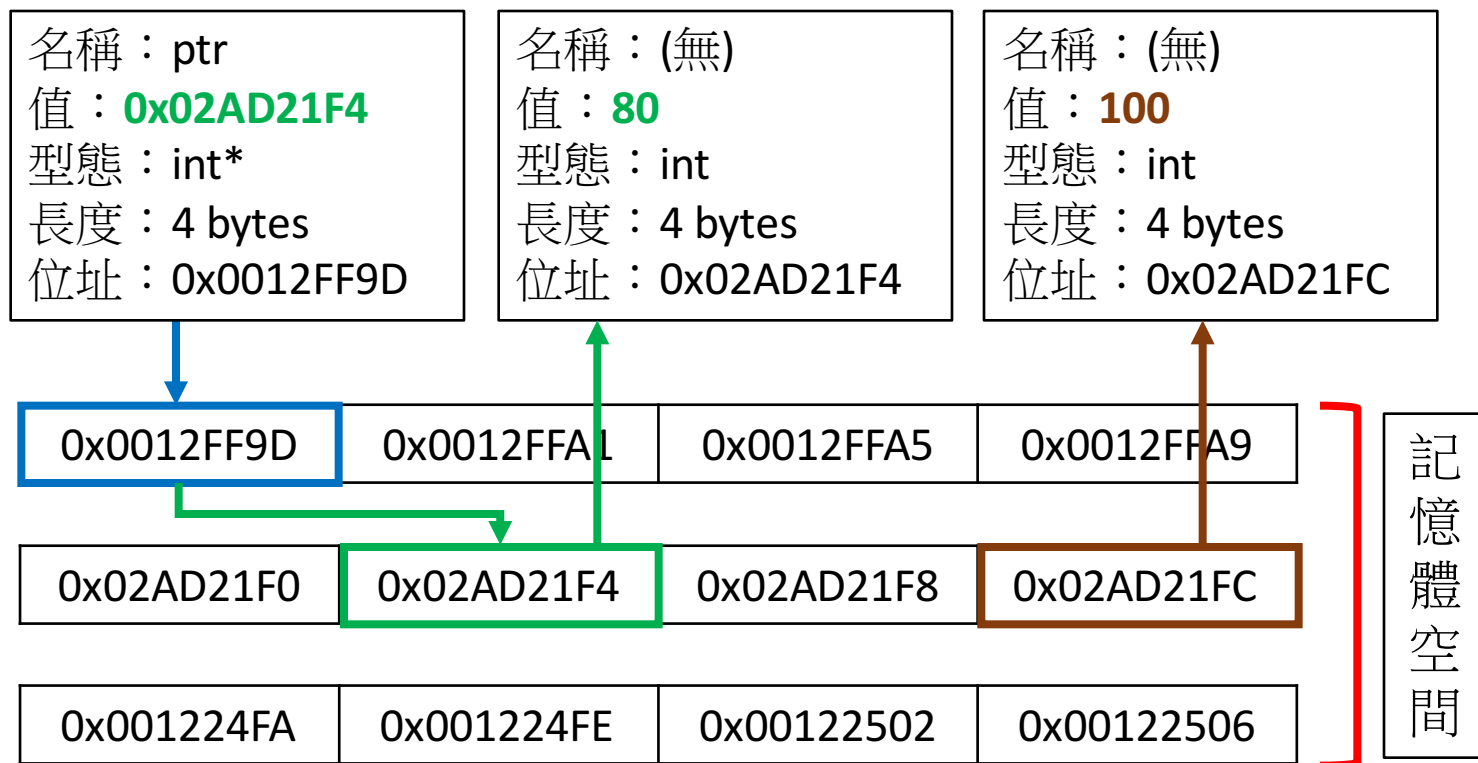 名稱：ptr
值：0x02AD21F4
型態：int*
長度：4 bytes
位址：0x0012FF9D
名稱：(無)
值：80
型態：int
長度：4 bytes
位址：0x02AD21F4
名稱：(無)
值：100
型態：int
長度：4 bytes
位址：0x02AD21FC
0x0012FF9D 0x0012FFA1 0x0012FFA5 0x0012FFA9
0x02AD21F0 0x02AD21F4 0x02AD21F8 0x02AD21FC
0x001224FA 0x001224FE 0x00122502 0x00122506
記憶體空間